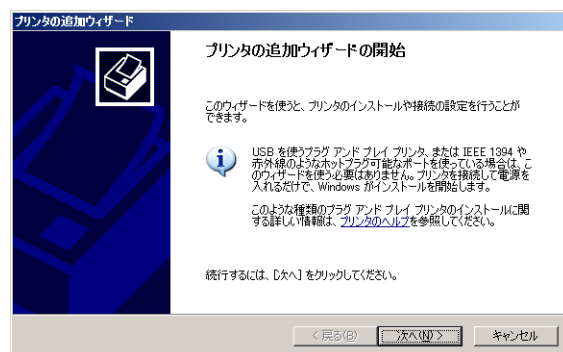 プリンタの追加ウィザード
プリンタの追加ウィザードの開始
このウィザードを使うと、プリンタのインストールや接続の設定を行うことが
できます。
USB を使うプラグ アンド プレイ プリンタ、または IEEE 1394 や
赤外線のようなホットプラグ可能なポートを使っている場合は、こ
のウィザードを使う必要はありません。プリンタを接続して電源を
入れるだけで、Windows がインストールを開始します。
このような種類のプラグ アンド プレイ プリンタのインストールに関
する詳しい情報は、プリンタのヘルプを参照してください。
続行するには、[次へ] をクリックしてください。
< 戻る(B)
次へ(N) >
キャンセル